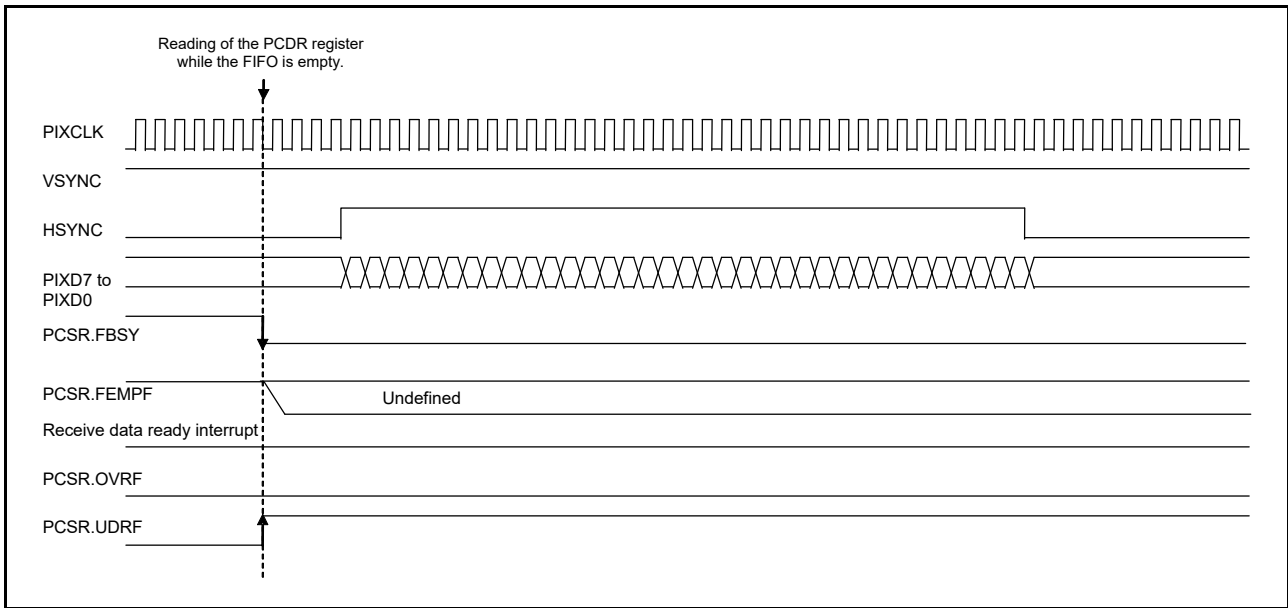 Reading of the PCDR register
while the FIFO is empty.
PIXCLK
VSYNC
HSYNC
PIXD7 to
PIXD0
PCSR.FBSY
PCSR.FEMPF
Undefined
Receive data ready interrupt
PCSR.OVRF
PCSR.UDRF